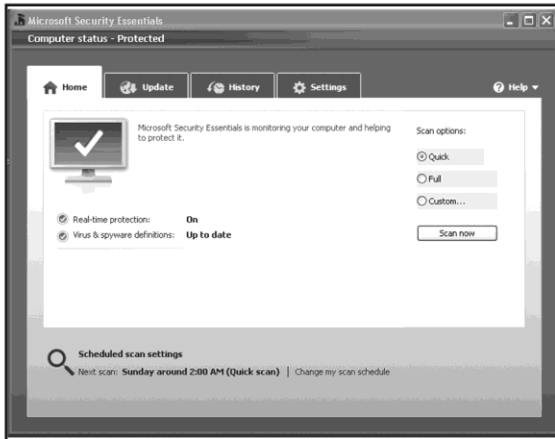 Microsoft Security Essentials
Computer status - Protected
Home
Update
History
Settings
Help
Microsoft Security Essentials is monitoring your computer and helping
to protect it.
Scan options:
Quick
Full
Custom...
Scan now
Real-time protection: On
Virus & spyware definitions: Up to date
Scheduled scan settings
Next scan: Sunday around 2:00 AM (Quick scan) | Change my scan schedule